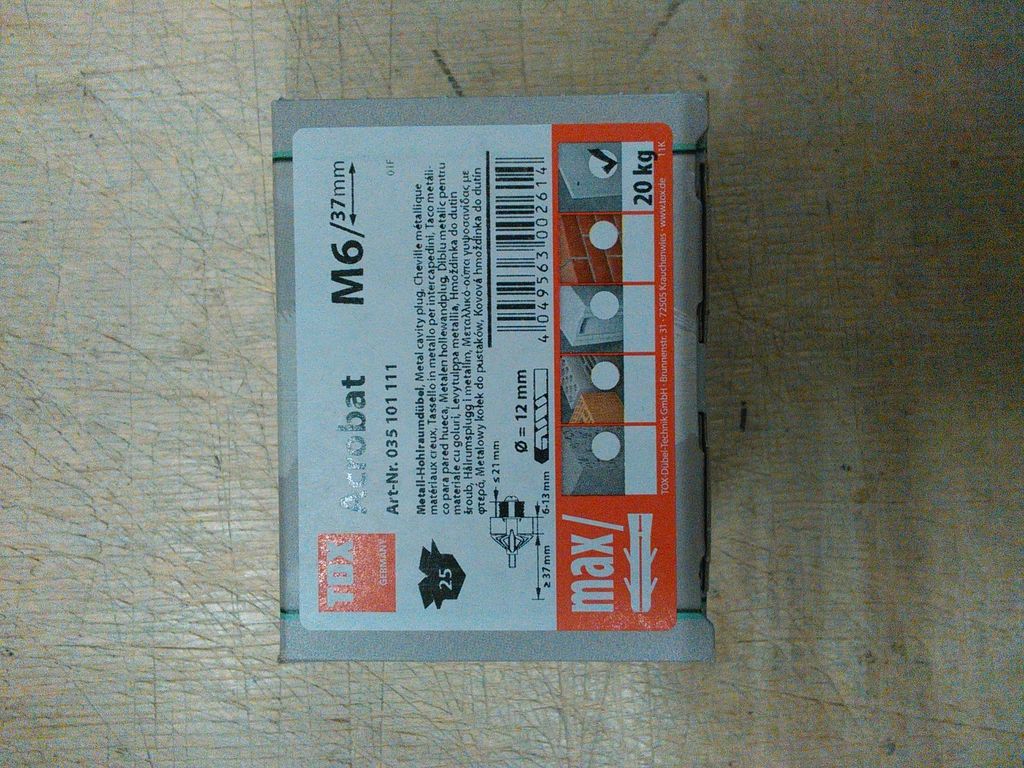 TOX
GERMANY
Acrobat M6/37mm
Art-Nr. 035 101 111
01F
Metall-Hohlraumdübel, Metal cavity plug, Cheville métallique
matériaux creux, Tassello in metallo per intercapedini, Taco metáli-
co para pared hueca, Metalen hollewandplug, Diblu metalic pentru
materiale cu goluri, Levytulppa metallia, Hmoždinka do dutin
šroub, Hålrumsplugg i metallm, Μεταλλικό ούπα γυψοσανίδας με
φτερά, Metalowy kołek do pustaków, Kovová hmoždinka do dutin
25
≤ 21 mm
≥ 37 mm
6-13 mm
Ø = 12 mm
4 049563 002614
max/
20 kg
TOX-Dübel-Technik GmbH · Brunnenstr. 31 · 72505 Krauchenwies · www.tox.de
11K